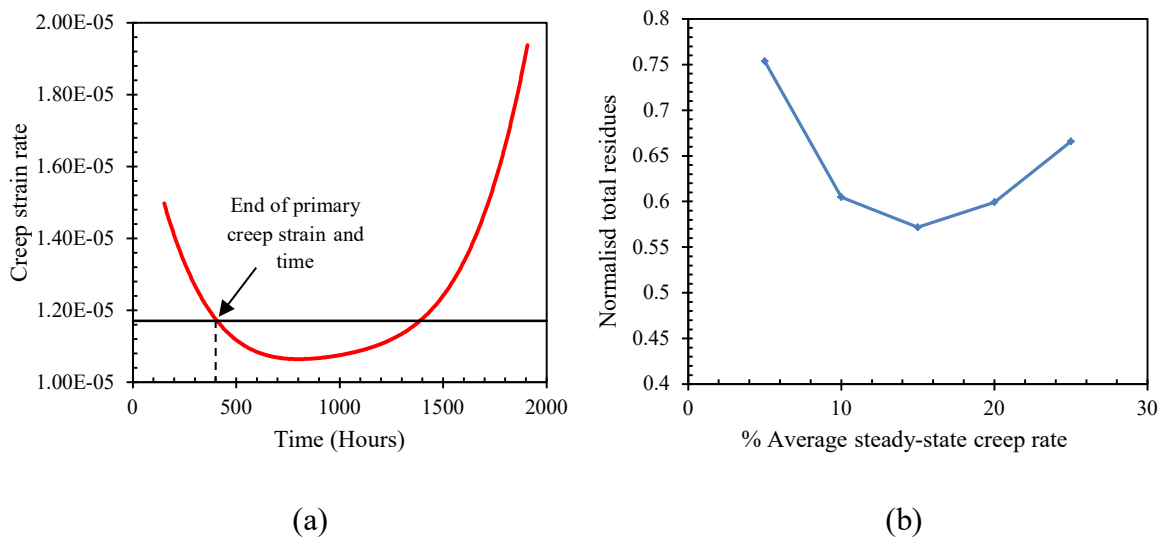 2.00E-05
1.80E-05
1.60E-05
1.40E-05
1.20E-05
1.00E-05
Creep strain rate
End of primary
creep strain and
time
0
500
1000
1500
2000
Time (Hours)
(a)
0.8
0.75
0.7
0.65
0.6
0.55
0.5
0.45
0.4
Normalisd total residues
0
10
20
30
% Average steady-state creep rate
(b)